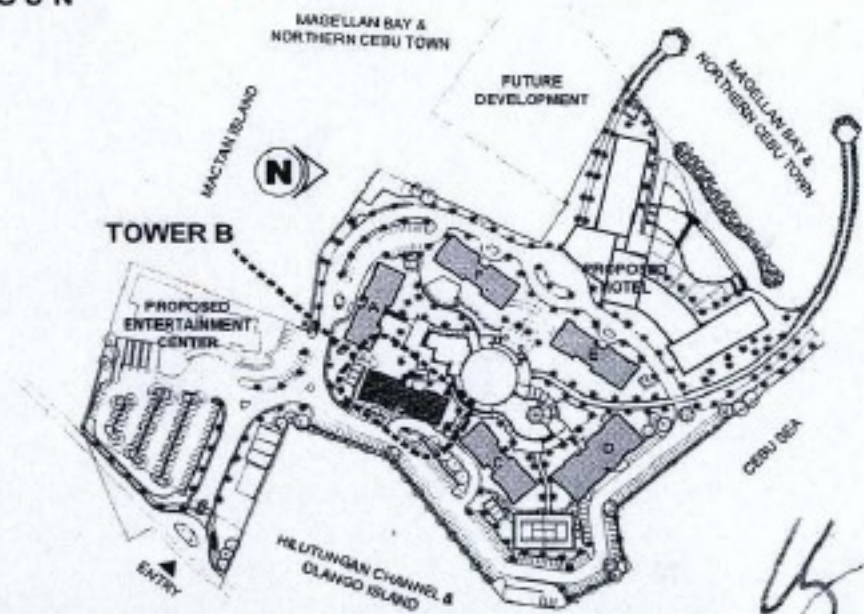 MAGELLAN BAY &
NORTHERN CEBU TOWN
FUTURE
DEVELOPMENT
MAGELLAN BAY &
NORTHERN CEBU TOWN
MACTAN ISLAND
N
TOWER B
PROPOSED
ENTERTAINMENT
CENTER
PROPOSED
HOTEL
A
F
E
C
D
CEBU SEA
HILUTUNGAN CHANNEL &
OLANGO ISLAND
ENTRY